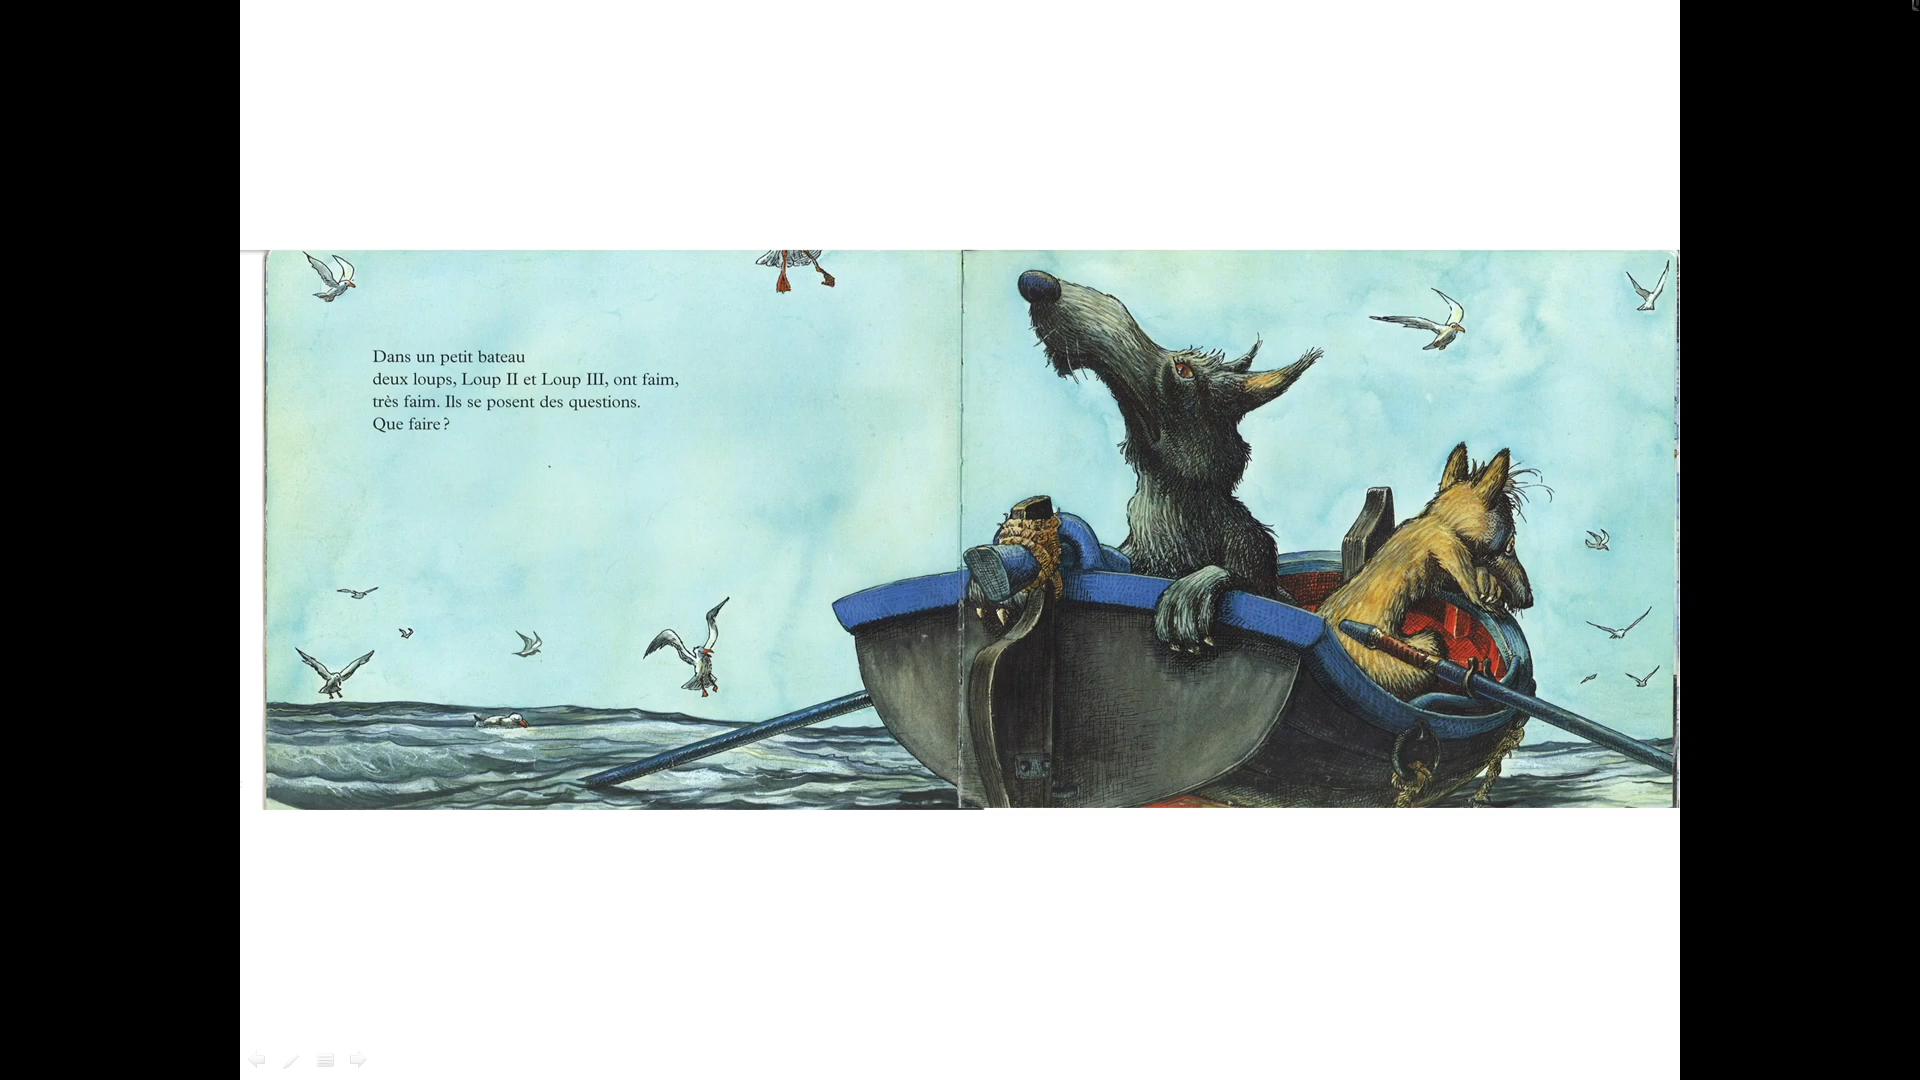 Dans un petit bateau
deux loups, Loup II et Loup III, ont faim,
très faim. Ils se posent des questions.
Que faire ?